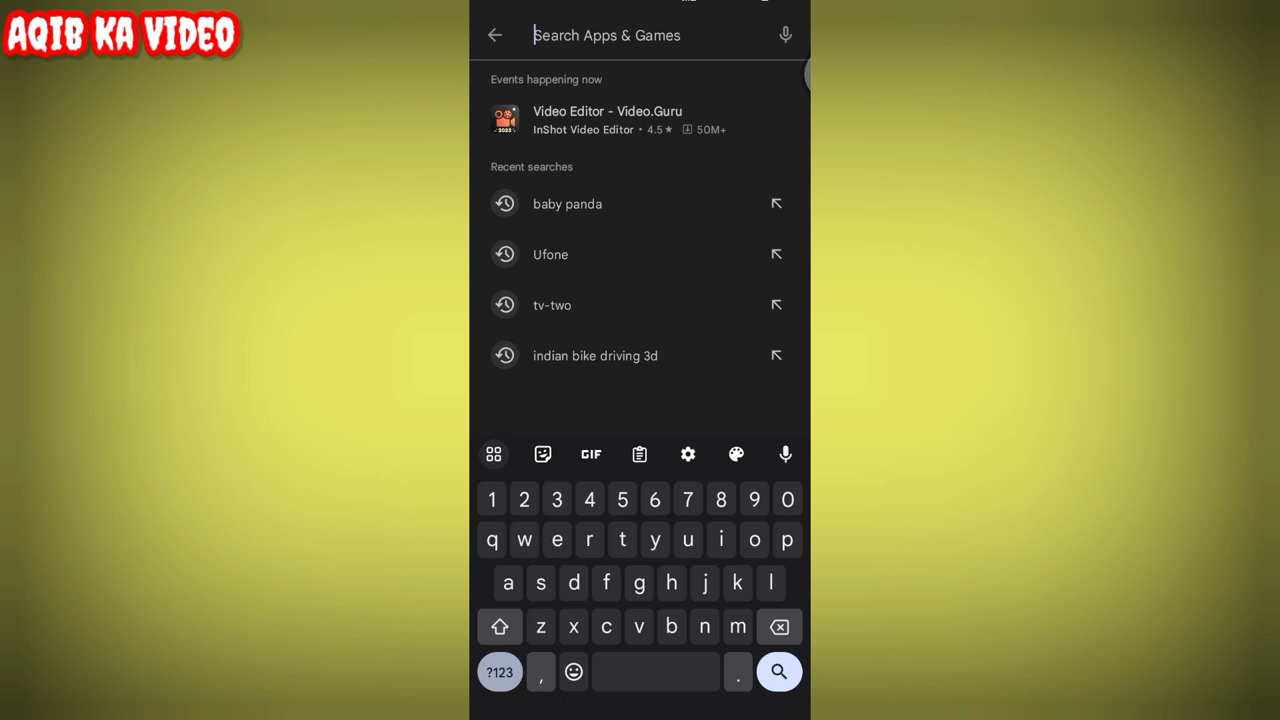 AQIB KA VIDEO
Search Apps & Games
Events happening now
Video Editor - Video.Guru
InShot Video Editor • 4.5★ 50M+
2023
Recent searches
baby panda
Ufone
tv-two
indian bike driving 3d
GIF
1 2 3 4 5 6 7 8 9 0
q w e r t y u i o p
a s d f g h j k l
z x c v b n m
?123 , .